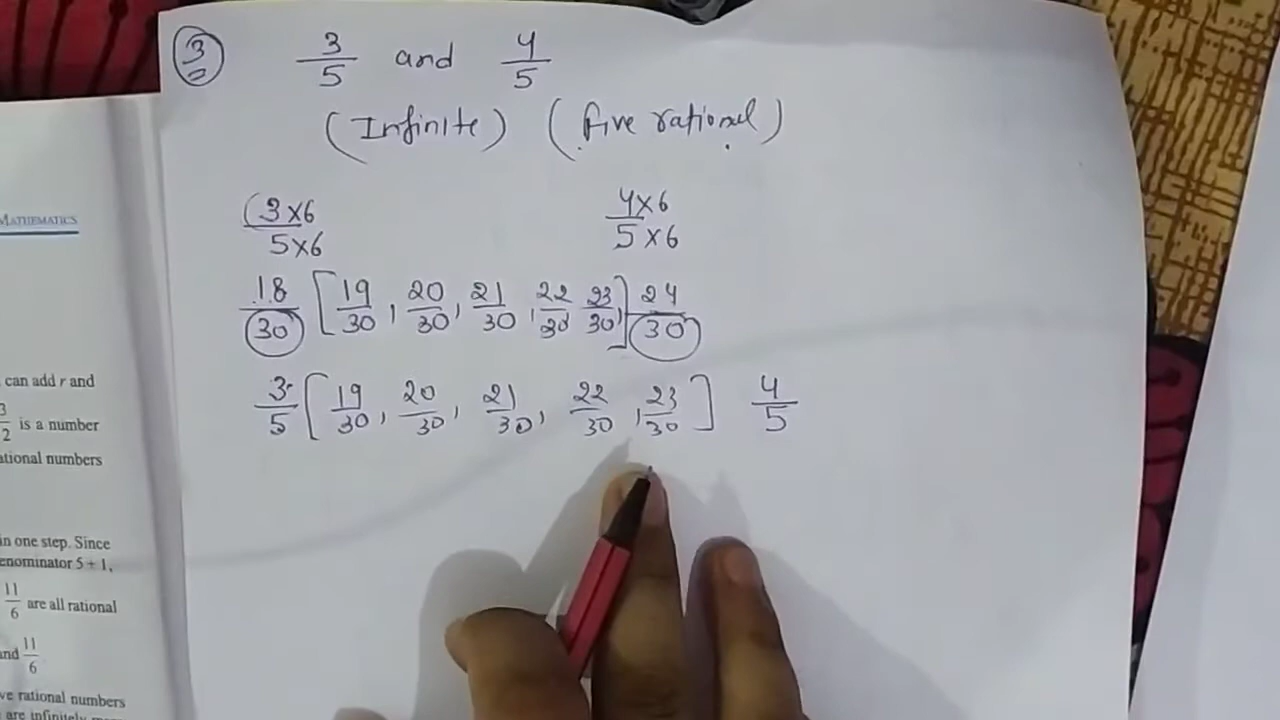 ③ 3/5 and 4/5
(Infinite) (five rational)
(3×6/5×6 4×6/5×6
18/30 [19/30, 20/30, 21/30, 22/30 23/30,] 24/30
3/5 [19/30, 20/30, 21/30, 22/30, 23/30] 4/5
MATHEMATICS
can add r and
3/2 is a number
ational numbers
in one step. Since
enominator 5 + 1,
11/6 are all rational
and 11/6
ve rational numbers
are infinitely